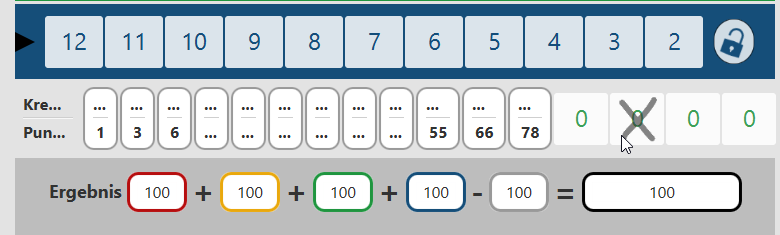 12 11 10 9 8 7 6 5 4 3 2
Kre... ... ... ... ... ... ... ... ... ... ... ... ...
Pun... 1 3 6 ... ... ... ... ... ... 55 66 78
0 0 0 0
Ergebnis 100 + 100 + 100 + 100 - 100 = 100